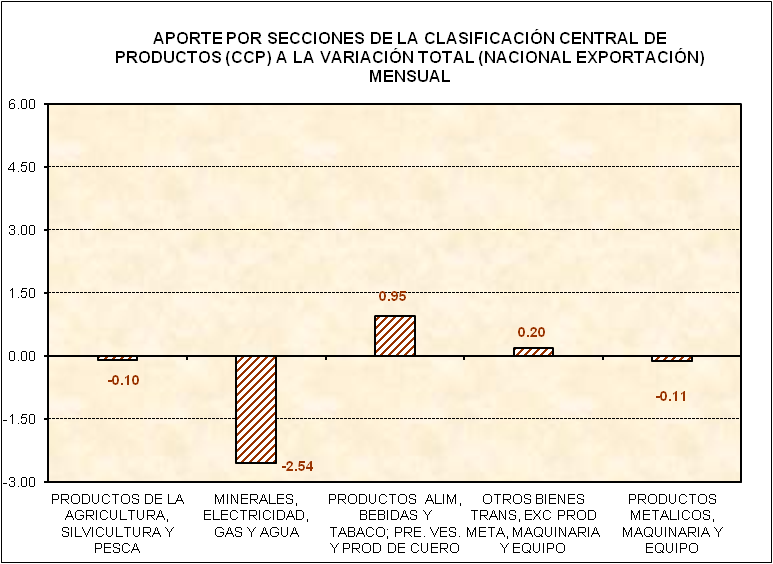 APORTE POR SECCIONES DE LA CLASIFICACIÓN CENTRAL DE
PRODUCTOS (CCP) A LA VARIACIÓN TOTAL (NACIONAL EXPORTACIÓN)
MENSUAL
6.00
4.50
3.00
1.50
0.00
-1.50
-3.00
-0.10
-2.54
0.95
0.20
-0.11
PRODUCTOS DE LA
AGRICULTURA,
SILVICULTURA Y
PESCA
MINERALES,
ELECTRICIDAD,
GAS Y AGUA
PRODUCTOS ALIM,
BEBIDAS Y
TABACO; PRE. VES.
Y PROD DE CUERO
OTROS BIENES
TRANS, EXC PROD
META, MAQUINARIA
Y EQUIPO
PRODUCTOS
METALICOS,
MAQUINARIA Y
EQUIPO